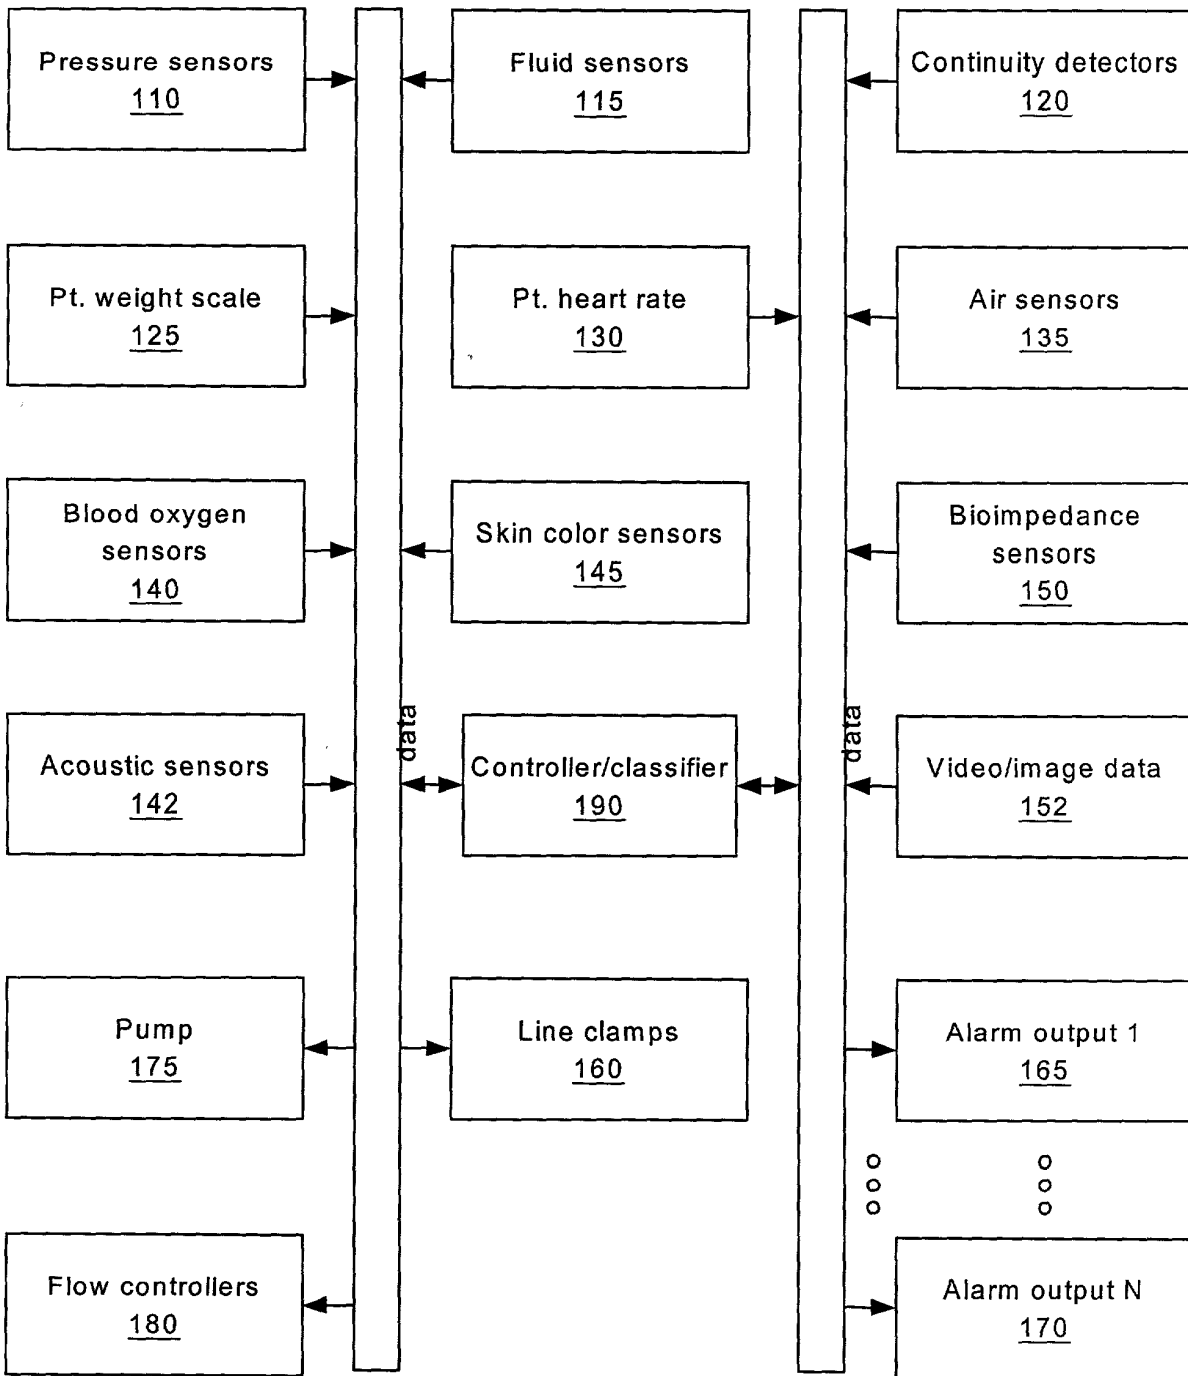 Pressure sensors
110
Fluid sensors
115
Continuity detectors
120
Pt. weight scale
125
Pt. heart rate
130
Air sensors
135
Blood oxygen
sensors
140
Skin color sensors
145
Bioimpedance
sensors
150
Acoustic sensors
142
data
Controller/classifier
190
data
Video/image data
152
Pump
175
Line clamps
160
Alarm output 1
165
Flow controllers
180
Alarm output N
170